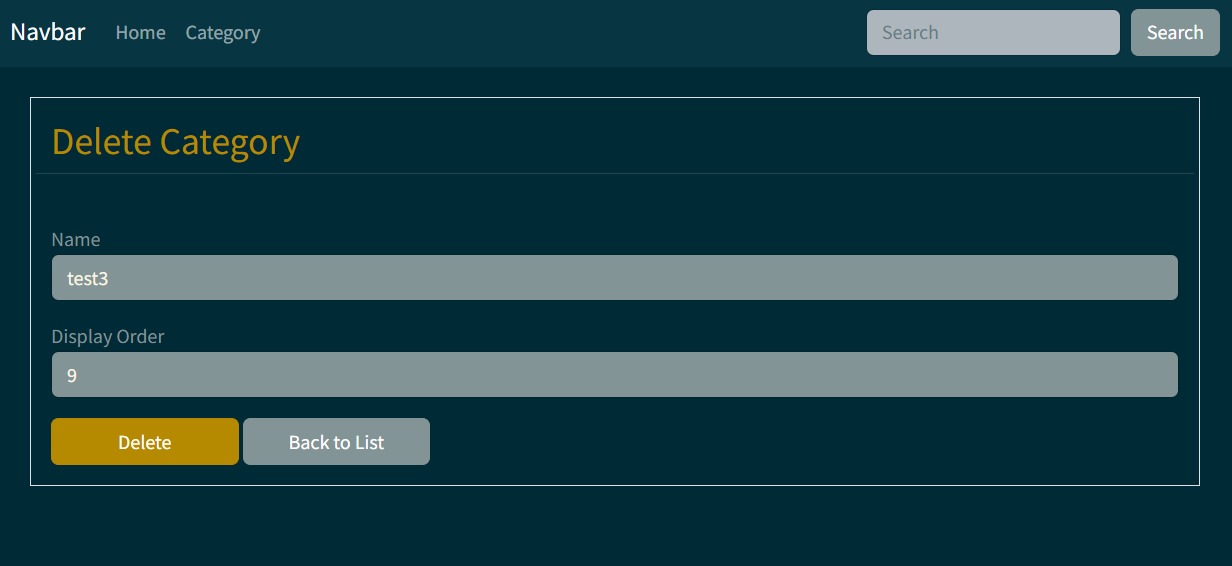 Navbar Home Category Search Search
Delete Category
Name
test3
Display Order
9
Delete Back to List